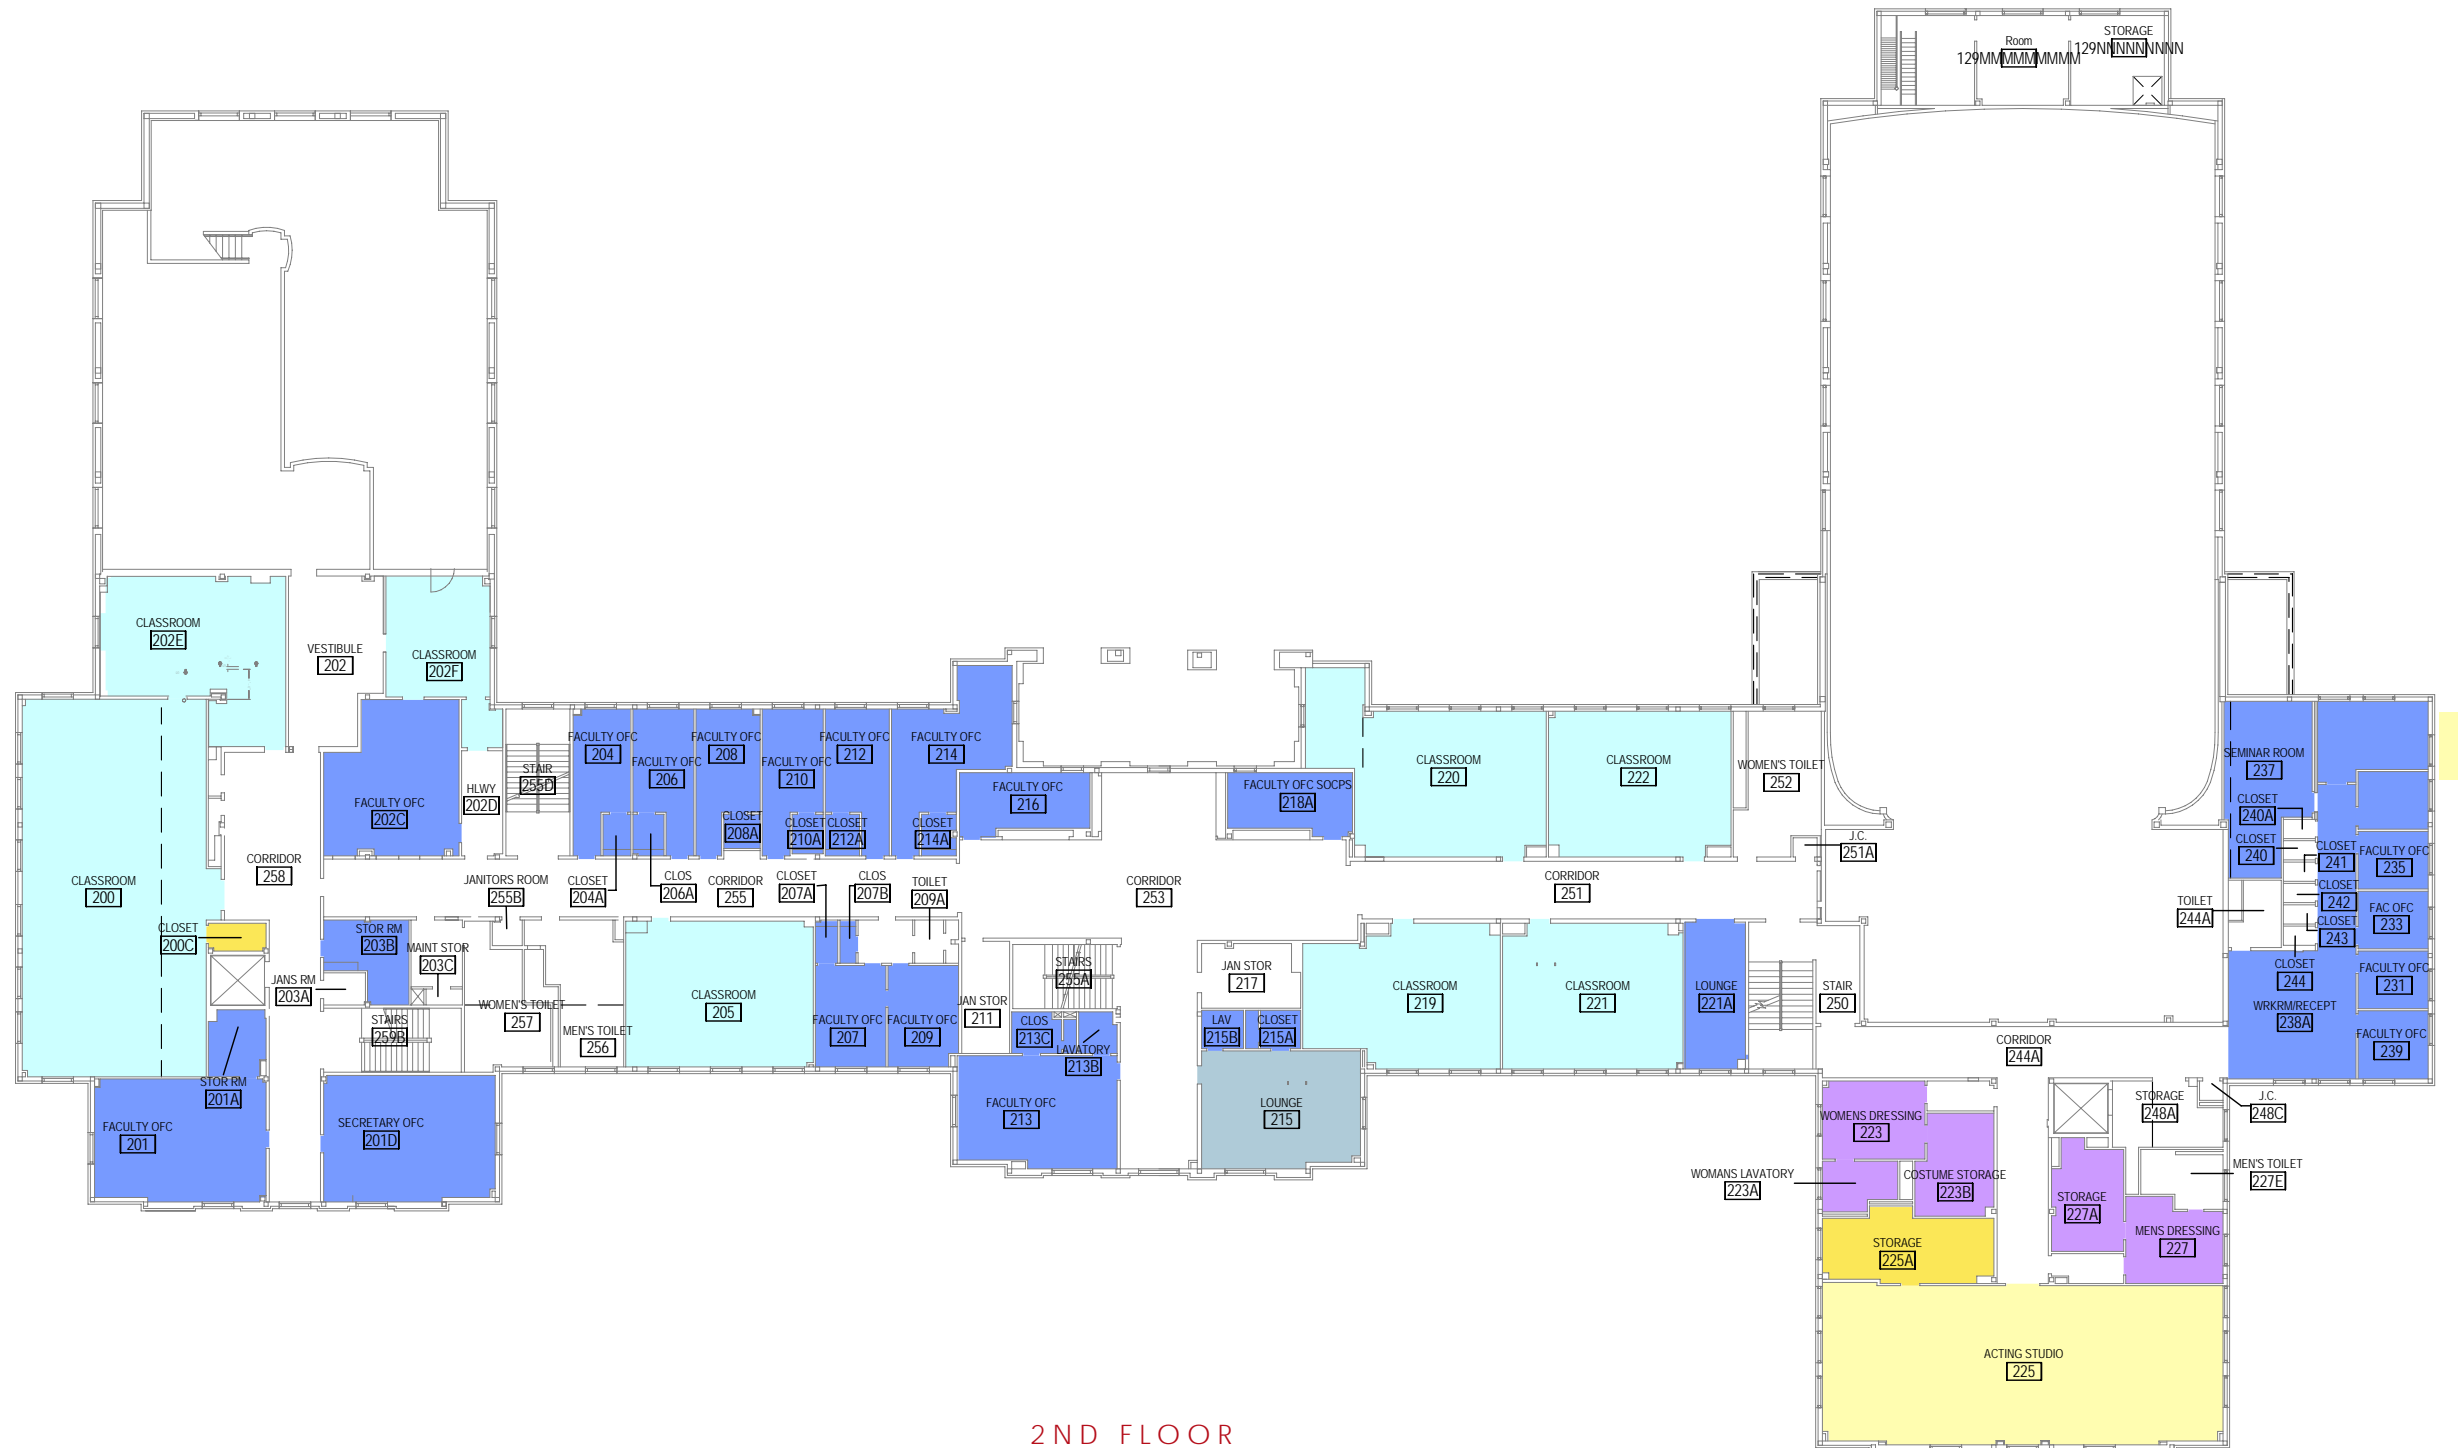 STORAGE
129NNNNNNNNN
Room
129MMMMMMMMM
CLASSROOM
202E
VESTIBULE
202
CLASSROOM
202F
FACULTY OFC
202C
HLWY
202D
STAIR
255D
FACULTY OFC
204
FACULTY OFC
206
FACULTY OFC
208
CLOSET
208A
FACULTY OFC
210
CLOSET
210A
FACULTY OFC
212
CLOSET
212A
FACULTY OFC
214
CLOSET
214A
FACULTY OFC
216
FACULTY OFC SOCPS
218A
CLASSROOM
220
CLASSROOM
222
WOMEN'S TOILET
252
J.C.
251A
SEMINAR ROOM
237
CLOSET
240A
CLOSET
240
CLOSET
241
FACULTY OFC
235
CLOSET
242
TOILET
244A
CLOSET
243
FAC OFC
233
CLOSET
244
FACULTY OFC
231
WRKRM/RECEPT
238A
FACULTY OFC
239
CLASSROOM
200
CORRIDOR
258
JANITORS ROOM
255B
CLOSET
204A
CLOS
206A
CORRIDOR
255
CLOSET
207A
CLOS
207B
TOILET
209A
CORRIDOR
253
CORRIDOR
251
CLOSET
200C
STOR RM
203B
MAINT STOR
203C
JANS RM
203A
STAIRS
259B
WOMEN'S TOILET
257
MEN'S TOILET
256
CLASSROOM
205
FACULTY OFC
207
FACULTY OFC
209
JAN STOR
211
STAIRS
255A
CLOS
213C
LAVATORY
213B
JAN STOR
217
LAV
215B
CLOSET
215A
CLASSROOM
219
CLASSROOM
221
LOUNGE
221A
STAIR
250
CORRIDOR
244A
STOR RM
201A
FACULTY OFC
201
SECRETARY OFC
201D
FACULTY OFC
213
LOUNGE
215
WOMENS DRESSING
223
STORAGE
248A
J.C.
248C
WOMANS LAVATORY
223A
COSTUME STORAGE
223B
STORAGE
227A
MEN'S TOILET
227E
MENS DRESSING
227
STORAGE
225A
ACTING STUDIO
225
2ND FLOOR